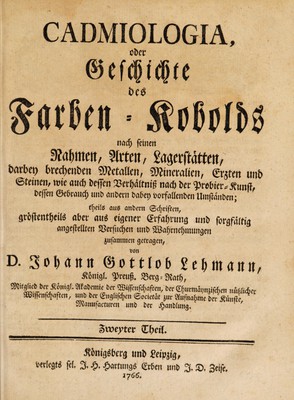 CADMIOLOGIA,
oder
Geschichte
des
Farben-Kobolds
nach seinen
Nahmen, Arten, Lagerstätten,
darbey brechenden Metallen, Mineralien, Erzten und
Steinen, wie auch dessen Verhältnis nach der Probier-Kunst,
dessen Gebrauch und andern dabey vorfallenden Umständen;
theils aus andern Schriften,
gröstentheils aber aus eigener Erfahrung und sorgfältig
angestellten Versuchen und Wahrnehmungen
zusammen getragen,
von
D. Johann Gottlob Lehmann,
Königl. Preuß. Berg-Rath,
Mitglied der Königl. Akademie der Wissenschaften, der Churmaynzischen nüzlicher
Wissenschaften, und der Englischen Societät zur Aufnahme der Künste,
Manufacturen und der Handlung.
Zweyter Theil.
Königsberg und Leipzig,
verlegts sel. J. H. Hartungs Erben und J. D. Zeise.
1766.